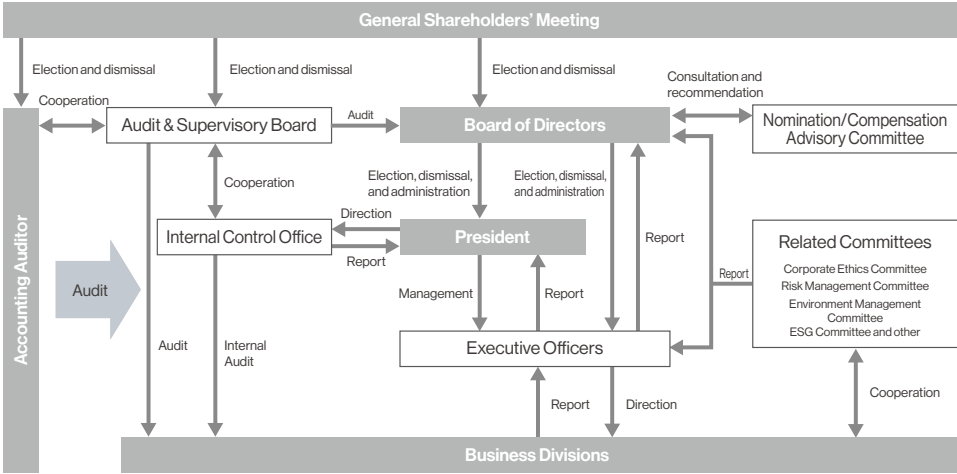 General Shareholders’ Meeting
Election and dismissal
Election and dismissal
Election and dismissal
Consultation and
recommendation
Cooperation
Audit & Supervisory Board
Audit
Board of Directors
Nomination/Compensation
Advisory Committee
Cooperation
Election, dismissal,
and administration
Election, dismissal,
and administration
Accounting Auditor
Internal Control Office
Direction
Report
President
Report
Related Committees
Corporate Ethics Committee
Risk Management Committee
Environment Management
Committee
ESG Committee and other
Report
Audit
Management
Report
Audit
Internal
Audit
Executive Officers
Report
Direction
Cooperation
Business Divisions